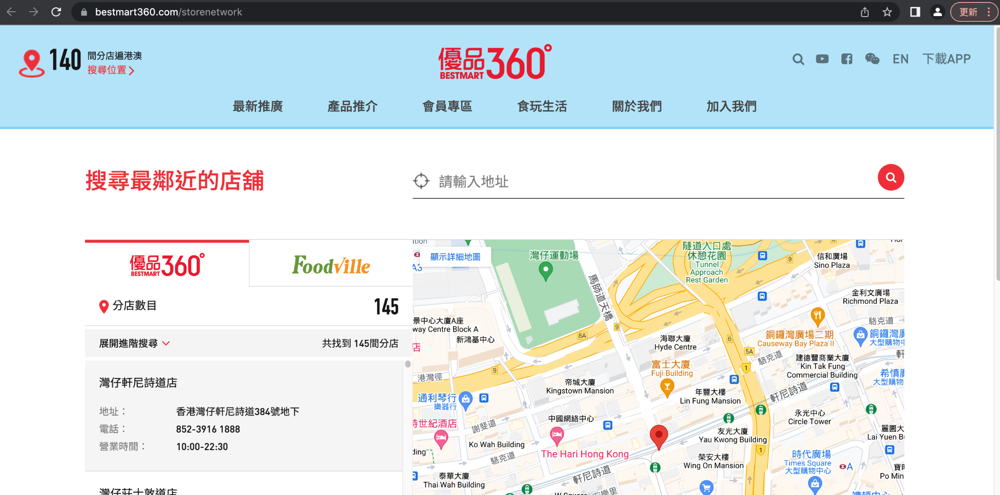 bestmart360.com/storenetwork
更新
140
間分店遍港澳
搜尋位置
優品360°
BESTMART
EN
下載APP
最新推廣
產品推介
會員專區
食玩生活
關於我們
加入我們
搜尋最鄰近的店舖
請輸入地址
優品360°
BESTMART
Foodville
分店數目
145
展開進階搜尋
共找到 145間分店
灣仔軒尼詩道店
地址：
香港灣仔軒尼詩道384號地下
電話：
852-3916 1888
營業時間：
10:00-22:30
灣仔莊士敦道店
ation
顯示詳細地圖
A3
灣仔運動場
馬師道天橋
隧道入口處
休憩花園
Tunnel
Approach
Rest Garden
9
信和廣場
Sino Plaza
金利文廣場
Richmond Plaza
駱克道
景中心大廈A座
way Centre Block A
新鴻基中心
店
8A
9
海聯大廈
Hyde Centre
6
5A
1
銅鑼灣廣場二期
Causeway Bay Plaza II
銅鑼灣廣
大型購物中
軒
駱克道
建德豐商業大廈
Kin Tak Fung
Commercial Building
希慎廣
大型購物
富士大廈
Fuji Building
9
港灣徑
帝城大廈
Kingstown Mansion
通利琴行
樂器行
年豐大樓
Lin Fung Mansion
軒尼詩道
永光中心
Circle Tower
中國網絡中心
世紀酒店
謝斐道
友光大廈
Yau Kwong Building
麗園大
Lai Yuen B
ding
Ko Wah Building
駱克道
The Hari Hong Kong
1
榮安大樓
Wing On Mansion
時代廣場
Times Square
大型購物中心
A
Po Min
泰華大廈
Thai Wah Building
軒尼詩道
W Square
安樂里